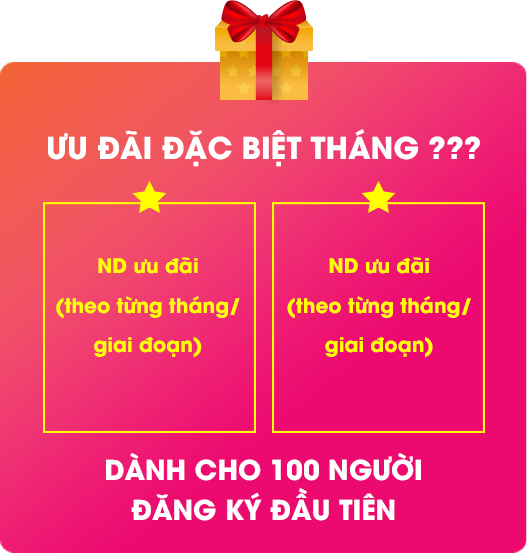 ƯU ĐÃI ĐẶC BIỆT THÁNG ???
ND ưu đãi
(theo từng tháng/
giai đoạn)
ND ưu đãi
(theo từng tháng/
giai đoạn)
DÀNH CHO 100 NGƯỜI
ĐĂNG KÝ ĐẦU TIÊN